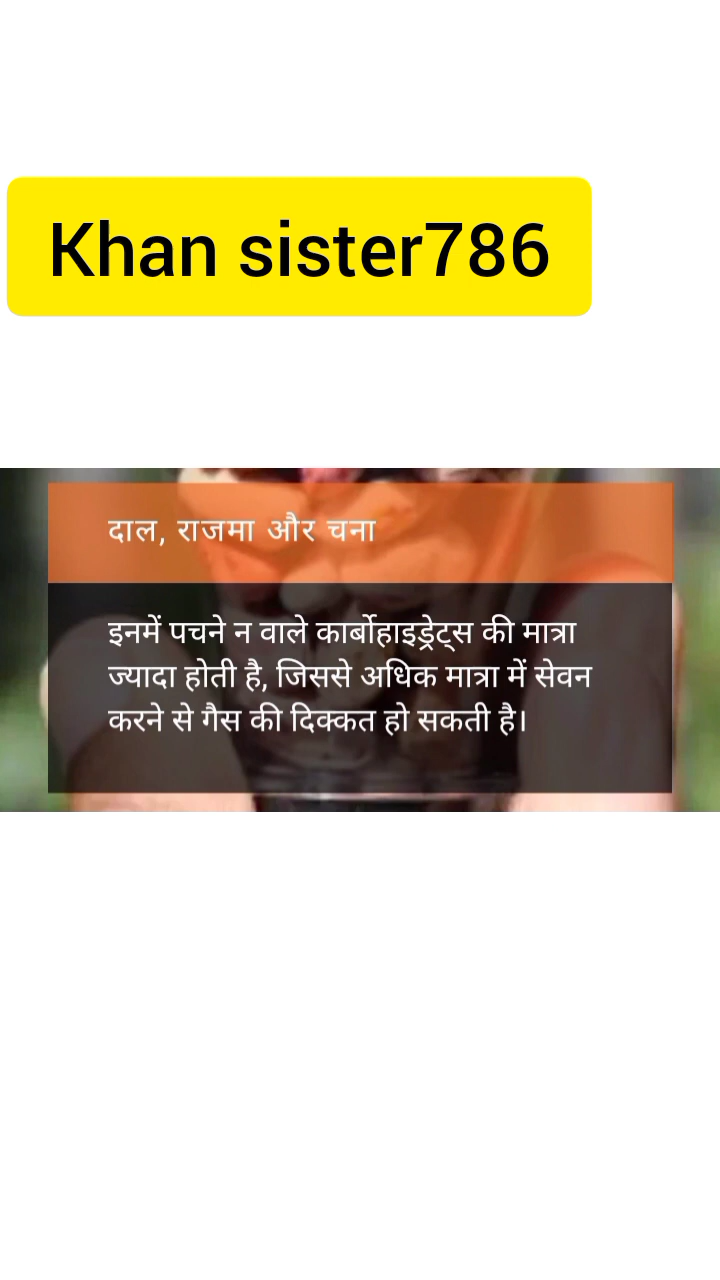 Khan sister786
दाल, राजमा और चना
इनमें पचने न वाले कार्बोहाइड्रेट्स की मात्रा
ज्यादा होती है, जिससे अधिक मात्रा में सेवन
करने से गैस की दिक्कत हो सकती है।